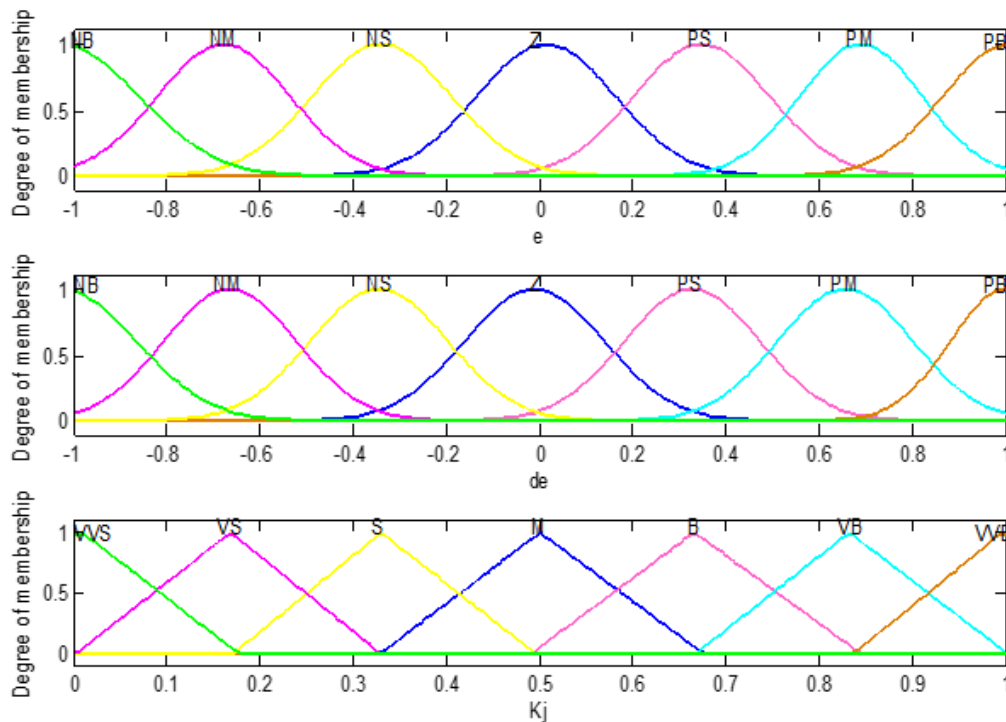 NB NM NS Z PS PM PB
1
0.5
0
Degree of membership
-1 -0.8 -0.6 -0.4 -0.2 0 0.2 0.4 0.6 0.8 1
e
NB NM NS Z PS PM PB
1
0.5
0
Degree of membership
-1 -0.8 -0.6 -0.4 -0.2 0 0.2 0.4 0.6 0.8 1
de
VVS VS S M B VB VVB
1
0.5
0
Degree of membership
0 0.1 0.2 0.3 0.4 0.5 0.6 0.7 0.8 0.9 1
Kj